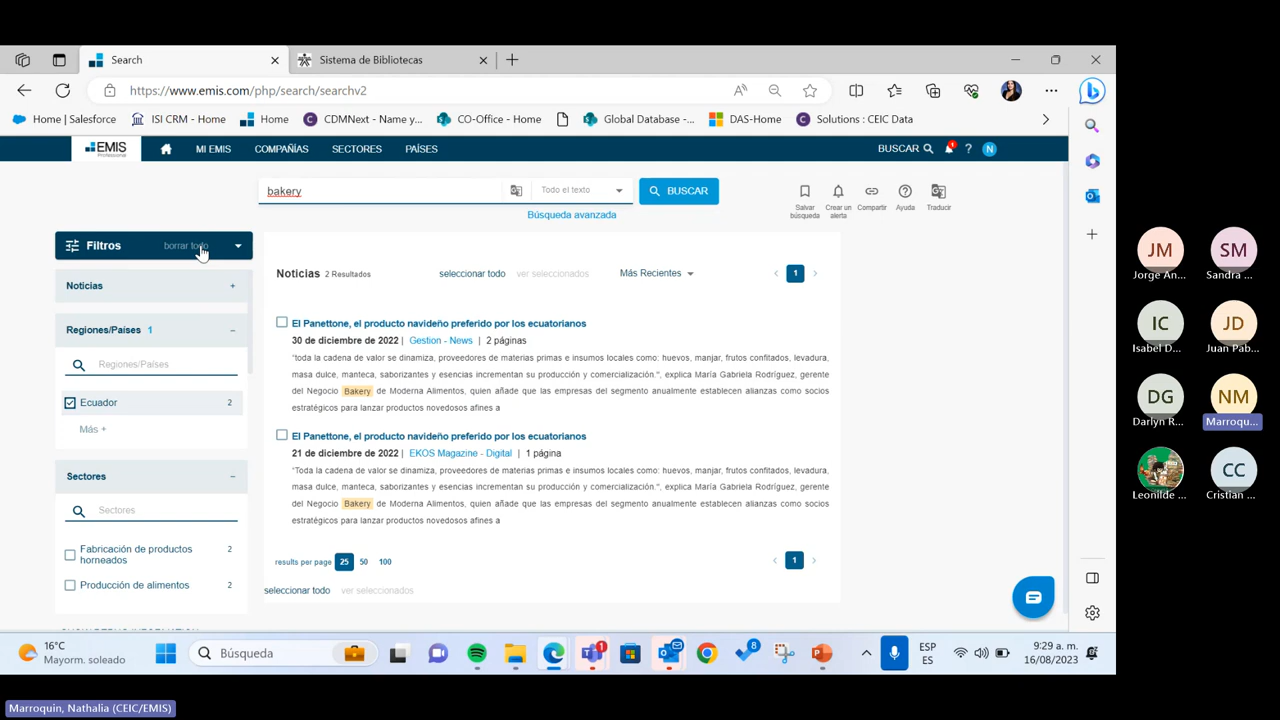 Search
Sistema de Bibliotecas
https://www.emis.com/php/search/searchv2
Home | Salesforce
ISI CRM - Home
Home
CDMNext - Name y...
CO-Office - Home
Global Database -...
DAS-Home
Solutions : CEIC Data
EMIS
Professional
MI EMIS
COMPAÑÍAS
SECTORES
PAÍSES
BUSCAR
1
?
N
bakery
Todo el texto
BUSCAR
Búsqueda avanzada
Salvar búsqueda
Crear un alerta
Compartir
Ayuda
Traducir
Filtros
borrar todo
Noticias
+
Regiones/Países 1
−
Regiones/Países
Ecuador 2
Más +
Sectores
−
Sectores
Fabricación de productos horneados 2
Producción de alimentos 2
Noticias 2 Resultados
seleccionar todo
ver seleccionados
Más Recientes
1
El Panettone, el producto navideño preferido por los ecuatorianos
30 de diciembre de 2022 | Gestion - News | 2 páginas
"toda la cadena de valor se dinamiza, proveedores de materias primas e insumos locales como: huevos, manjar, frutos confitados, levadura,
masa dulce, manteca, saborizantes y esencias incrementan su producción y comercialización.", explica María Gabriela Rodríguez, gerente
del Negocio Bakery de Moderna Alimentos, quien añade que las empresas del segmento anualmente establecen alianzas como socios
estratégicos para lanzar productos novedosos afines a
El Panettone, el producto navideño preferido por los ecuatorianos
21 de diciembre de 2022 | EKOS Magazine - Digital | 1 página
"Toda la cadena de valor se dinamiza, proveedores de materias primas e insumos locales como: huevos, manjar, frutos confitados, levadura,
masa dulce, manteca, saborizantes y esencias incrementan su producción y comercialización.", explica María Gabriela Rodríguez, gerente
del Negocio Bakery de Moderna Alimentos, quien añade que las empresas del segmento anualmente establecen alianzas como socios
estratégicos para lanzar productos novedosos afines a
results per page 25 50 100
1
seleccionar todo
ver seleccionados
16°C
Mayorm. soleado
Búsqueda
1
8
ESP
ES
9:29 a. m.
16/08/2023
JM
Jorge An...
SM
Sandra ...
IC
Isabel D...
JD
Juan Pab...
DG
Darlyn R...
NM
Marroqu...
Leonilde ...
CC
Cristian ...
Marroquin, Nathalia (CEIC/EMIS)